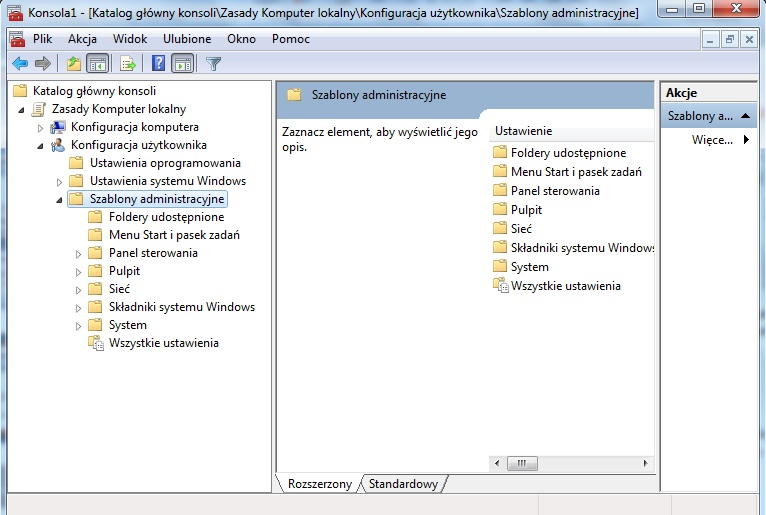 Konsola1 - [Katalog główny konsoli\Zasady Komputer lokalny\Konfiguracja użytkownika\Szablony administracyjne]
Plik Akcja Widok Ulubione Okno Pomoc
Katalog główny konsoli
Zasady Komputer lokalny
Konfiguracja komputera
Konfiguracja użytkownika
Ustawienia oprogramowania
Ustawienia systemu Windows
Szablony administracyjne
Foldery udostępnione
Menu Start i pasek zadań
Panel sterowania
Pulpit
Sieć
Składniki systemu Windows
System
Wszystkie ustawienia
Szablony administracyjne
Zaznacz element, aby wyświetlić jego
opis.
Ustawienie
Foldery udostępnione
Menu Start i pasek zadań
Panel sterowania
Pulpit
Sieć
Składniki systemu Windows
System
Wszystkie ustawienia
Rozszerzony Standardowy
Akcje
Szablony a...
Więce...